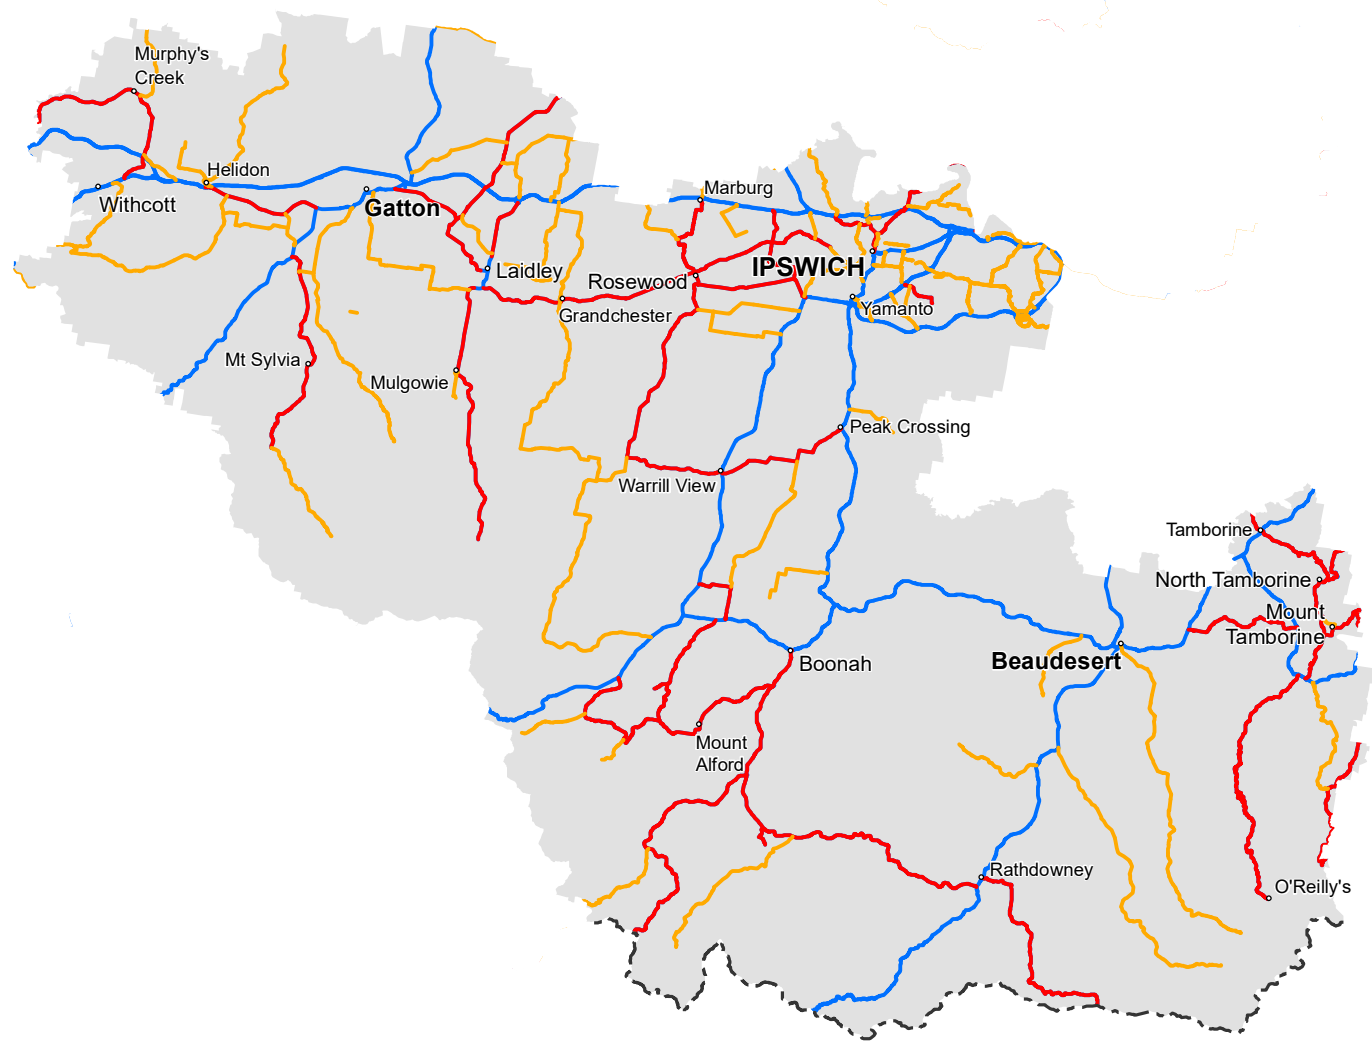 Murphy's
Creek
Helidon
Withcott
Gatton
Marburg
Laidley
Rosewood
IPSWICH
Grandchester
Yamanto
Mt Sylvia
Mulgowie
Peak Crossing
Warrill View
Tamborine
North Tamborine
Mount
Tamborine
Boonah
Beaudesert
Mount
Alford
Rathdowney
O'Reilly's